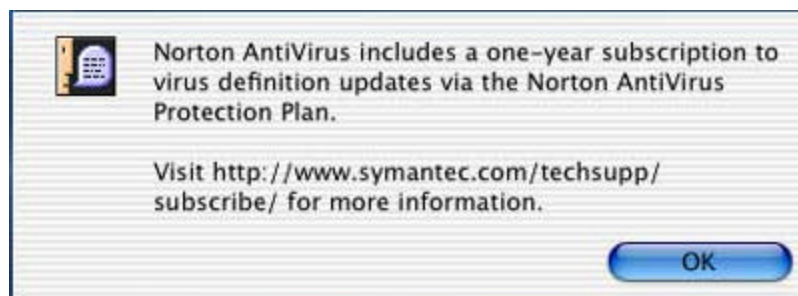 Norton AntiVirus includes a one-year subscription to
virus definition updates via the Norton AntiVirus
Protection Plan.
Visit http://www.symantec.com/techsupp/
subscribe/ for more information.
OK